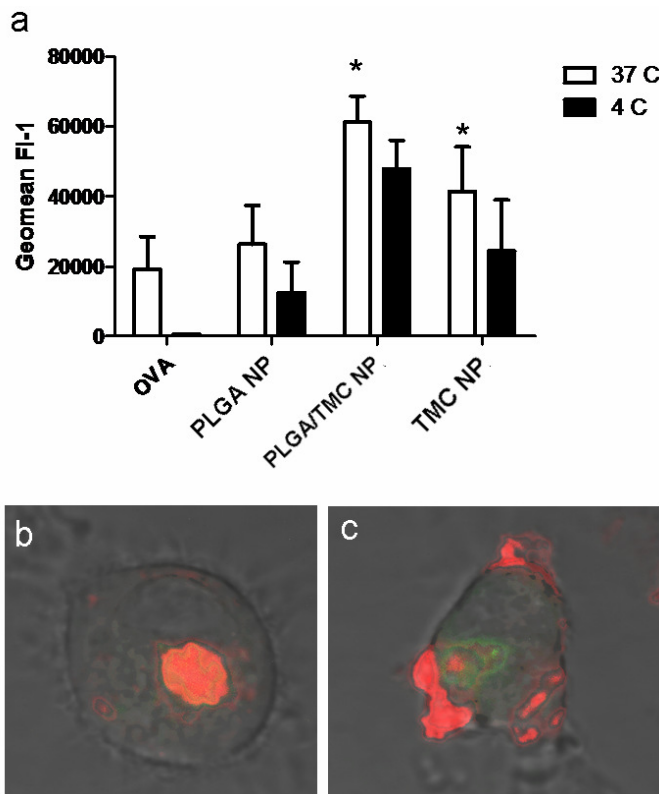 a
80000
60000
40000
20000
0
Geomean Fl-1
*
*
37 C
4 C
OVA
PLGA NP
PLGA/TMC NP
TMC NP
b
c